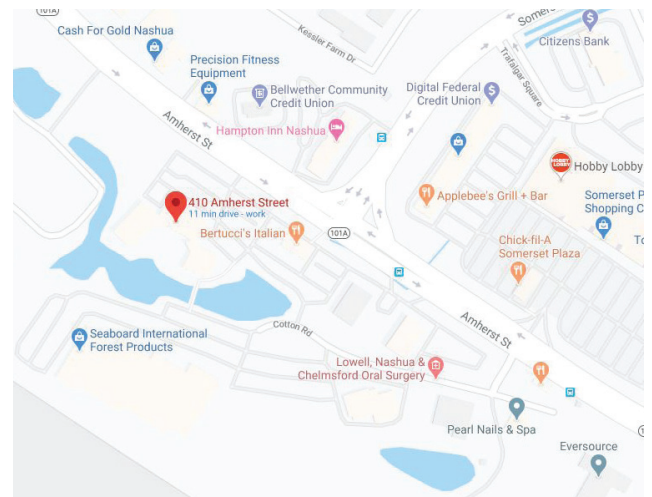 101A
Somers
Kessler Farm Dr
Cash For Gold Nashua
Citizens Bank
Trafalgar Square
Precision Fitness
Equipment
Bellwether Community
Credit Union
Digital Federal
Credit Union
Amherst St
Hampton Inn Nashua
HOBBY
LOBBY
Hobby Lobby
410 Amherst Street
11 min drive - work
Applebee's Grill + Bar
Somerset P
Shopping C
Bertucci's Italian
101A
Chick-fil-A
Somerset Plaza
To
Amherst St
Cotton Rd
Seaboard International
Forest Products
Lowell, Nashua &
Chelmsford Oral Surgery
Pearl Nails & Spa
Eversource